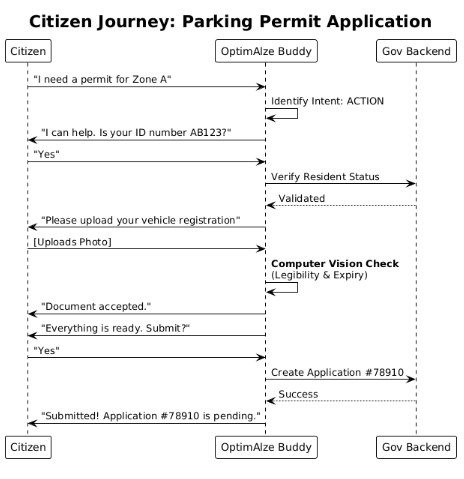 Citizen Journey: Parking Permit Application
Citizen
OptimAIze Buddy
Gov Backend
"I need a permit for Zone A"
Identify Intent: ACTION
"I can help. Is your ID number AB123?"
"Yes"
Verify Resident Status
Validated
"Please upload your vehicle registration"
[Uploads Photo]
Computer Vision Check
(Legibility & Expiry)
"Document accepted."
"Everything is ready. Submit?"
"Yes"
Create Application #78910
Success
"Submitted! Application #78910 is pending."
Citizen
OptimAIze Buddy
Gov Backend